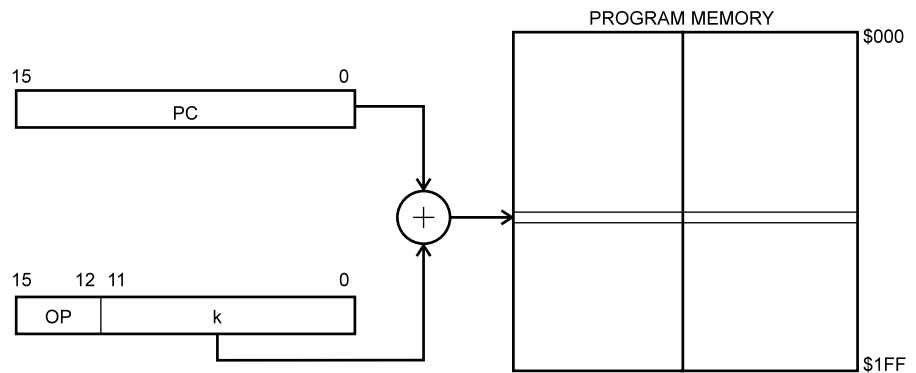 PROGRAM MEMORY
$000
15 0
PC
+
15 12 11 0
OP k
$1FF